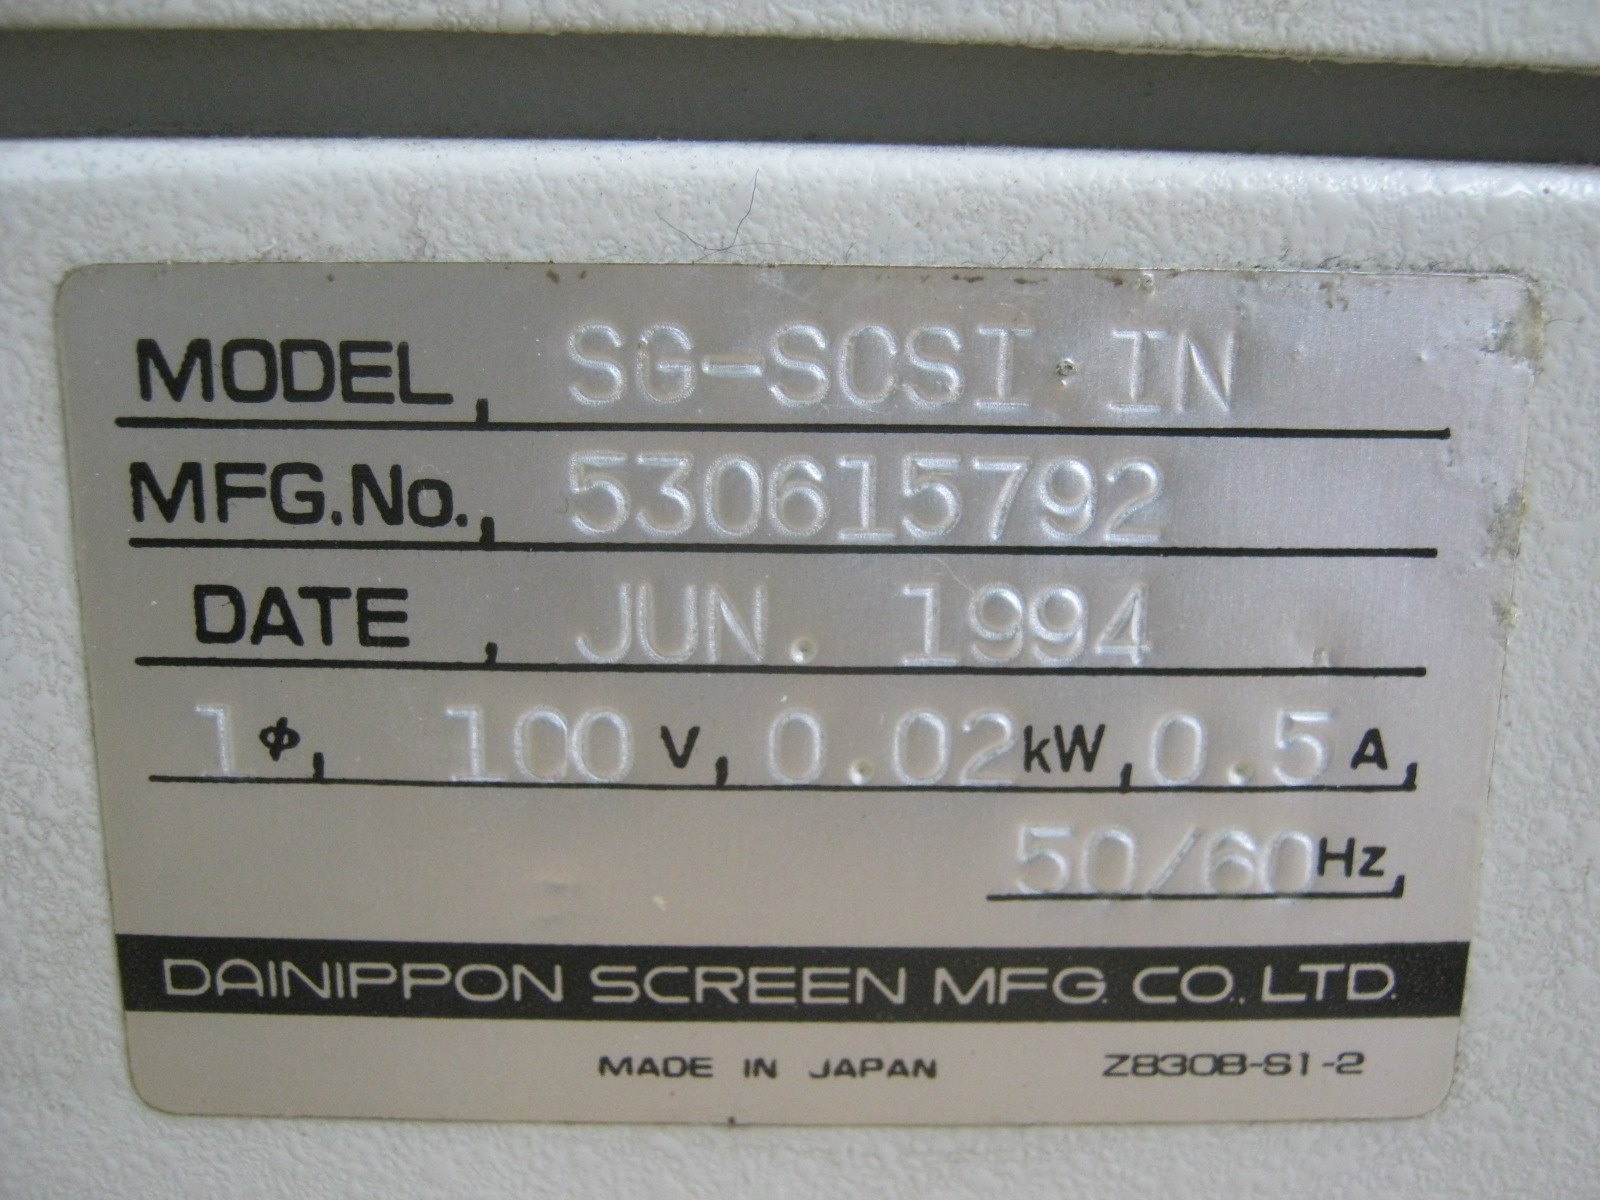 MODEL, SG-SCSI·IN
MFG.No., 530615792
DATE , JUN. 1994
1 φ, 100 V, 0.02 kW, 0.5 A,
50/60 Hz,
DAINIPPON SCREEN MFG. CO., LTD.
MADE IN JAPAN Z8308-S1-2